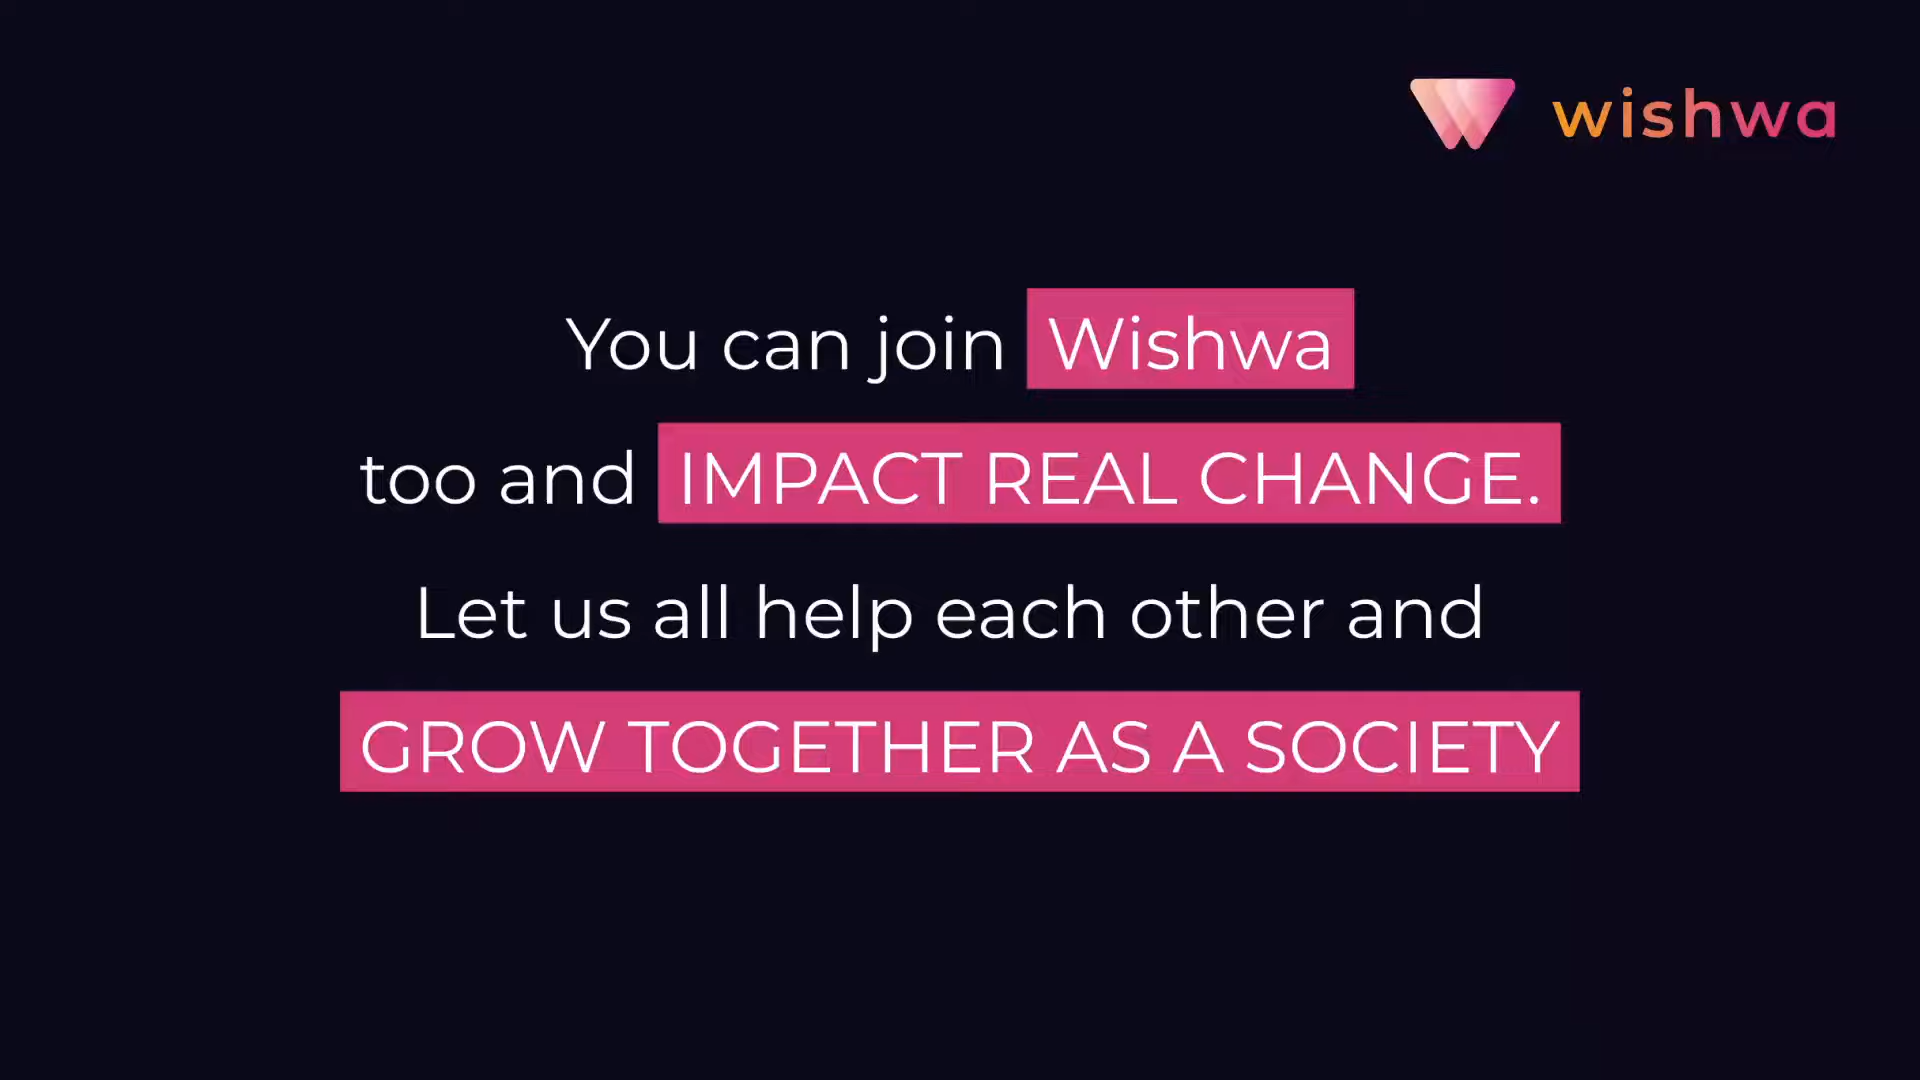 wishwa
You can join Wishwa
too and IMPACT REAL CHANGE.
Let us all help each other and
GROW TOGETHER AS A SOCIETY